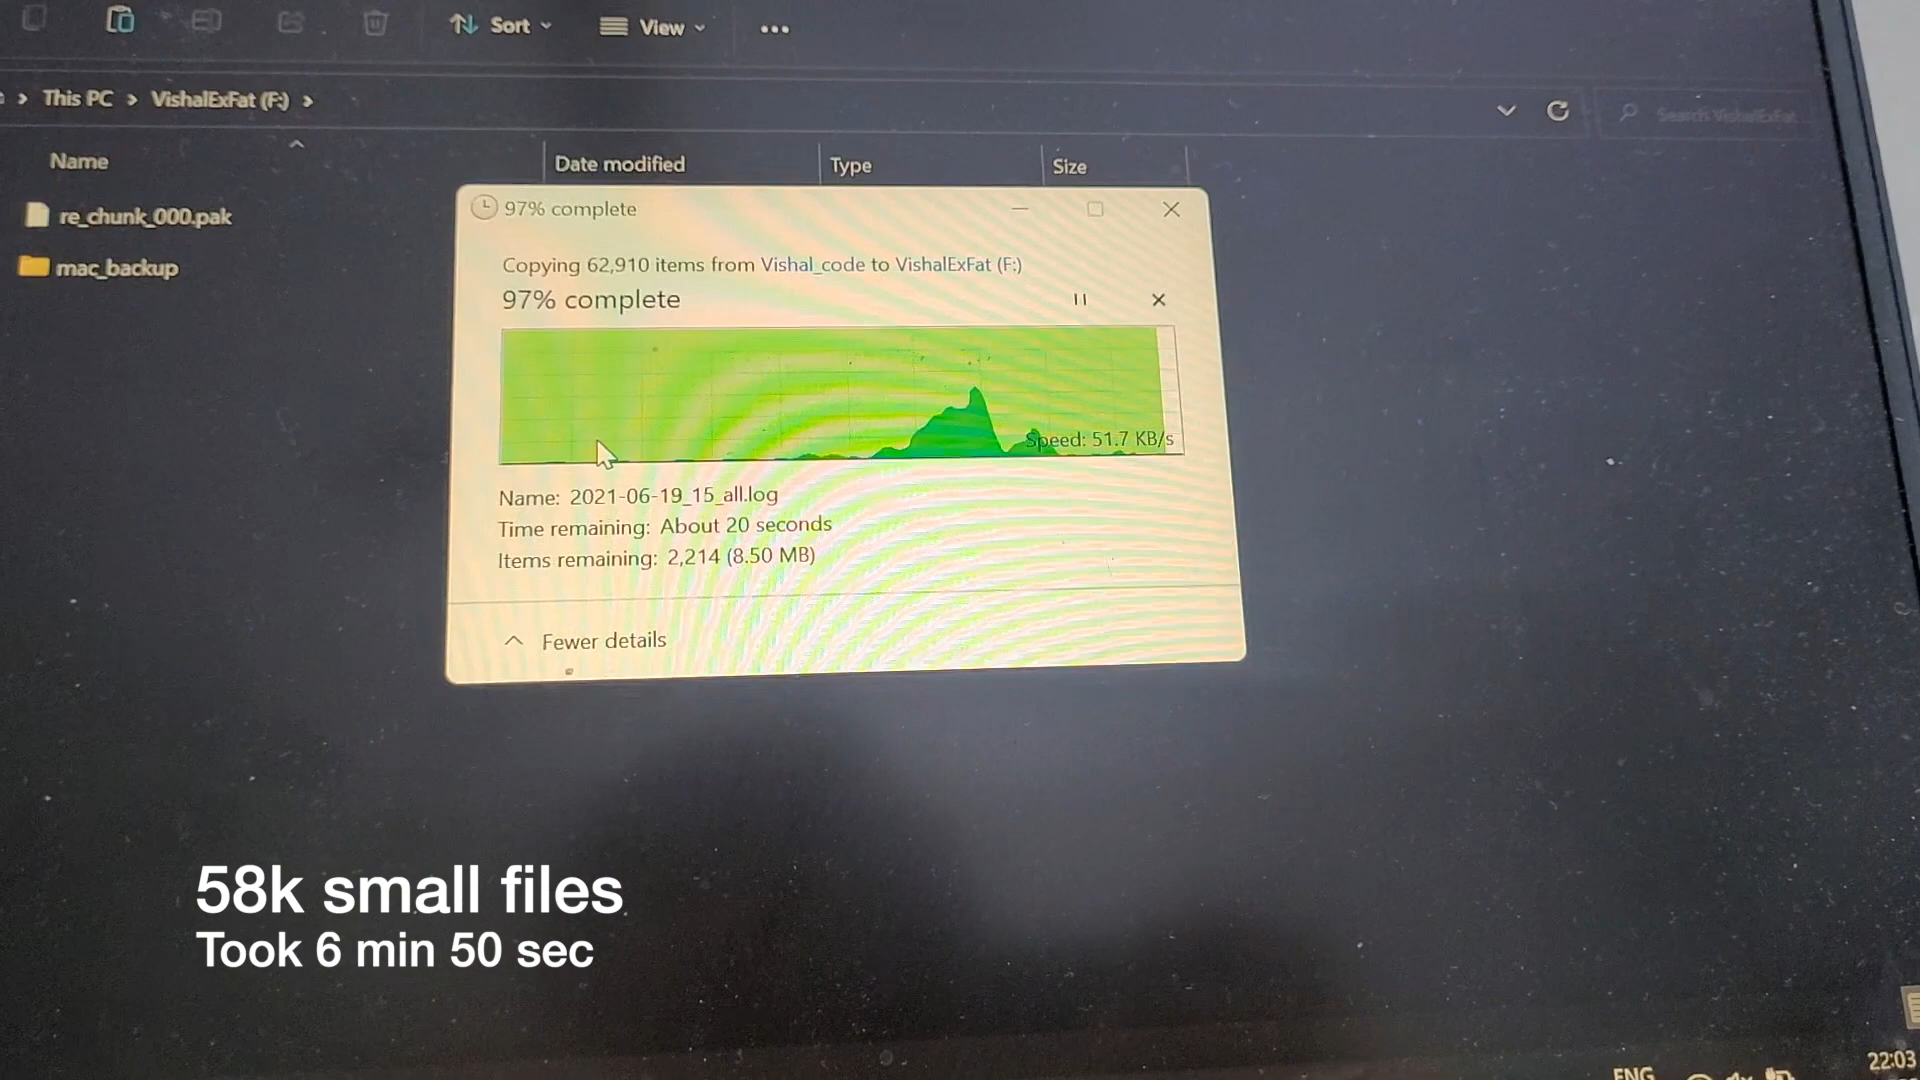 Sort
View
This PC > VishalExFat (F:) >
Search VishalExFat
Name
Date modified
Type
Size
re_chunk_000.pak
mac_backup
97% complete
Copying 62,910 items from Vishal_code to VishalExFat (F:)
97% complete
Speed: 51.7 KB/s
Name: 2021-06-19_15_all.log
Time remaining: About 20 seconds
Items remaining: 2,214 (8.50 MB)
Fewer details
58k small files
Took 6 min 50 sec
ENG
22:03